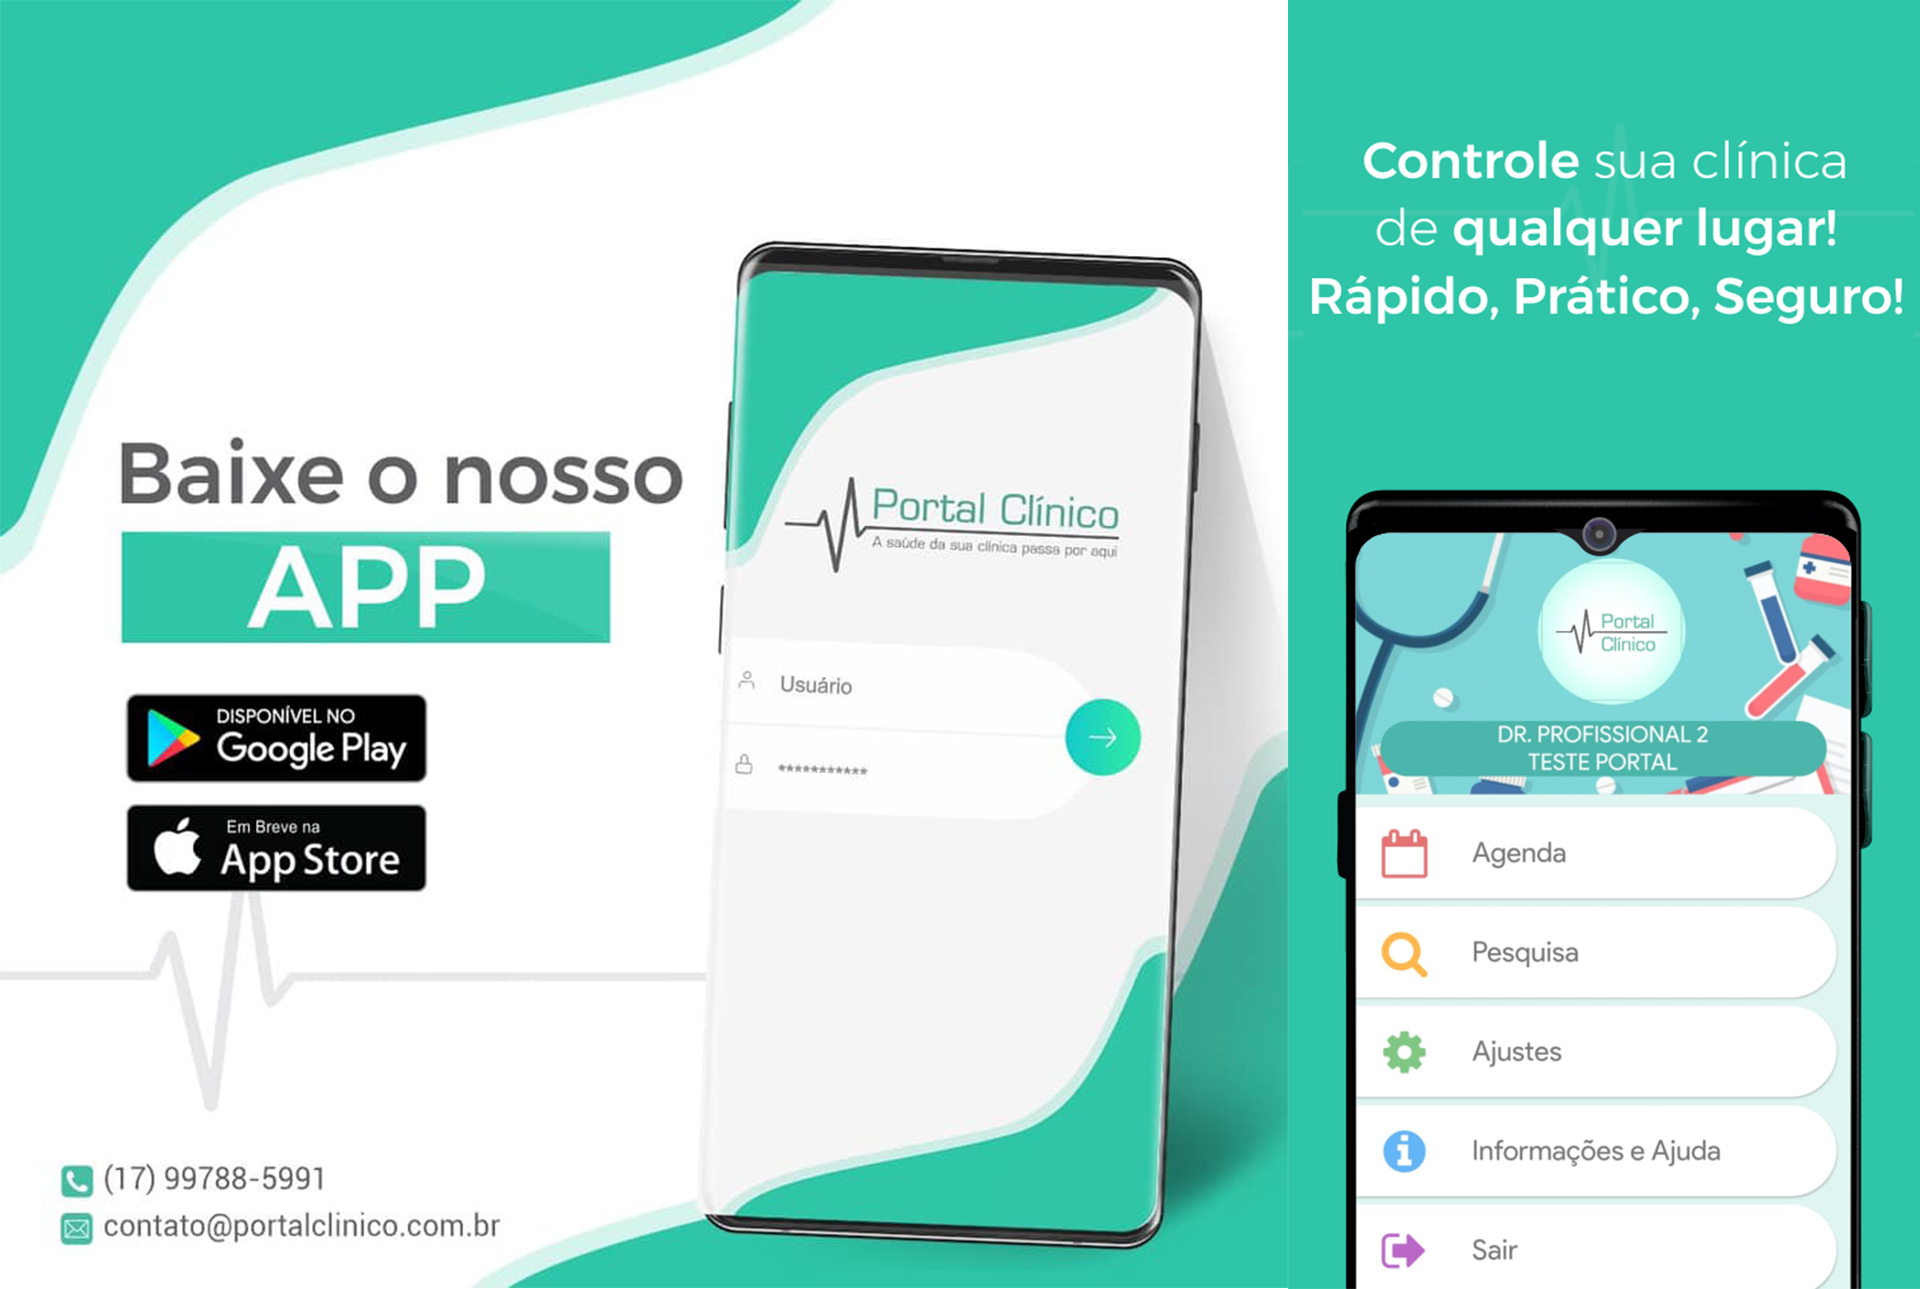 Baixe o nosso
APP
DISPONÍVEL NO
Google Play
Em Breve na
App Store
(17) 99788-5991
contato@portalclinico.com.br
Portal Clínico
A saúde da sua clínica passa por aqui
Usuário
***********
Controle sua clínica
de qualquer lugar!
Rápido, Prático, Seguro!
Portal
Clínico
DR. PROFISSIONAL 2
TESTE PORTAL
Agenda
Pesquisa
Ajustes
Informações e Ajuda
Sair